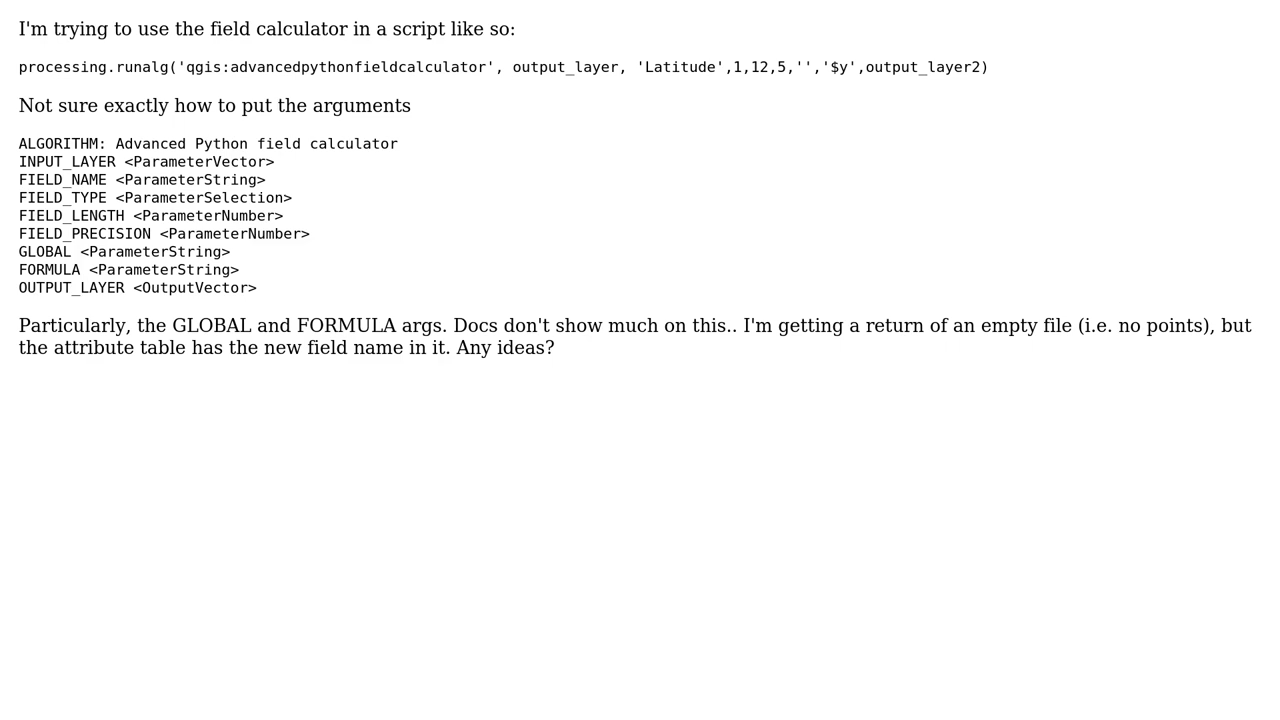 I'm trying to use the field calculator in a script like so:
processing.runalg('qgis:advancedpythonfieldcalculator', output_layer, 'Latitude',1,12,5,'','$y',output_layer2)
Not sure exactly how to put the arguments
ALGORITHM: Advanced Python field calculator
INPUT_LAYER <ParameterVector>
FIELD_NAME <ParameterString>
FIELD_TYPE <ParameterSelection>
FIELD_LENGTH <ParameterNumber>
FIELD_PRECISION <ParameterNumber>
GLOBAL <ParameterString>
FORMULA <ParameterString>
OUTPUT_LAYER <OutputVector>
Particularly, the GLOBAL and FORMULA args. Docs don't show much on this.. I'm getting a return of an empty file (i.e. no points), but
the attribute table has the new field name in it. Any ideas?